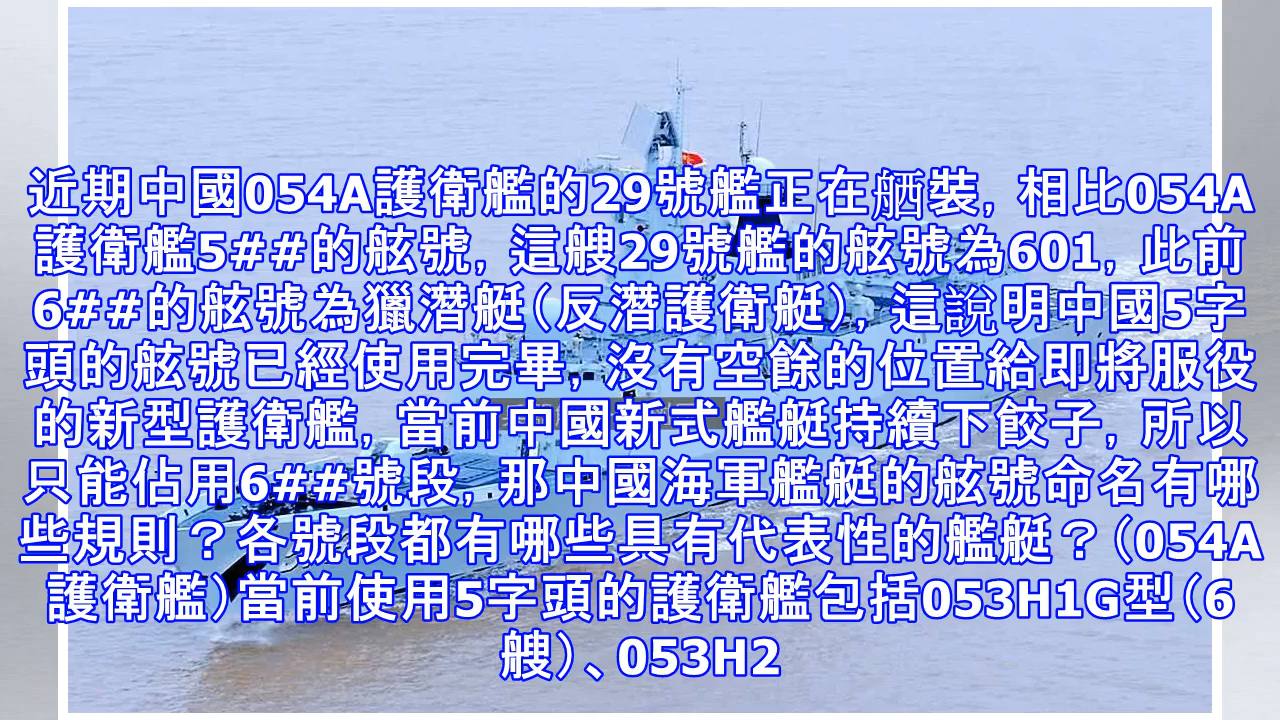 近期中國054A護衛艦的29號艦正在舾裝, 相比054A
護衛艦5##的舷號, 這艘29號艦的舷號為601, 此前
6##的舷號為獵潛艇(反潛護衛艇), 這說明中國5字
頭的舷號已經使用完畢, 沒有空餘的位置給即將服役
的新型護衛艦, 當前中國新式艦艇持續下餃子, 所以
只能佔用6##號段, 那中國海軍艦艇的舷號命名有哪
些規則？各號段都有哪些具有代表性的艦艇？(054A
護衛艦)當前使用5字頭的護衛艦包括053H1G型(6
艘)、053H2